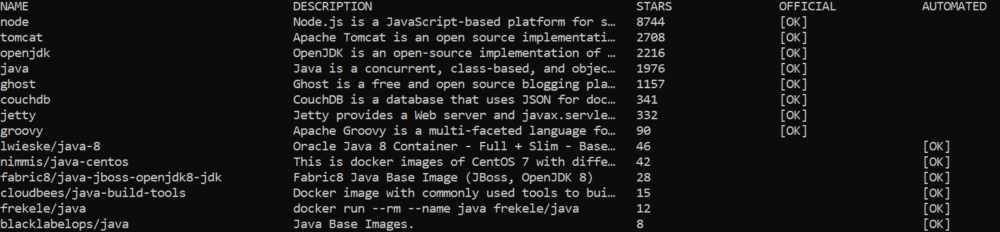 NAME DESCRIPTION STARS OFFICIAL AUTOMATED
node Node.js is a JavaScript-based platform for s… 8744 [OK]
tomcat Apache Tomcat is an open source implementati… 2708 [OK]
openjdk OpenJDK is an open-source implementation of … 2216 [OK]
java Java is a concurrent, class-based, and objec… 1976 [OK]
ghost Ghost is a free and open source blogging pla… 1157 [OK]
couchdb CouchDB is a database that uses JSON for doc… 341 [OK]
jetty Jetty provides a Web server and javax.servle… 332 [OK]
groovy Apache Groovy is a multi-faceted language fo… 90 [OK]
lwieske/java-8 Oracle Java 8 Container - Full + Slim - Base… 46 [OK]
nimmis/java-centos This is docker images of CentOS 7 with diffe… 42 [OK]
fabric8/java-jboss-openjdk8-jdk Fabric8 Java Base Image (JBoss, OpenJDK 8) 28 [OK]
cloudbees/java-build-tools Docker image with commonly used tools to bui… 15 [OK]
frekele/java docker run --rm --name java frekele/java 12 [OK]
blacklabelops/java Java Base Images. 8 [OK]